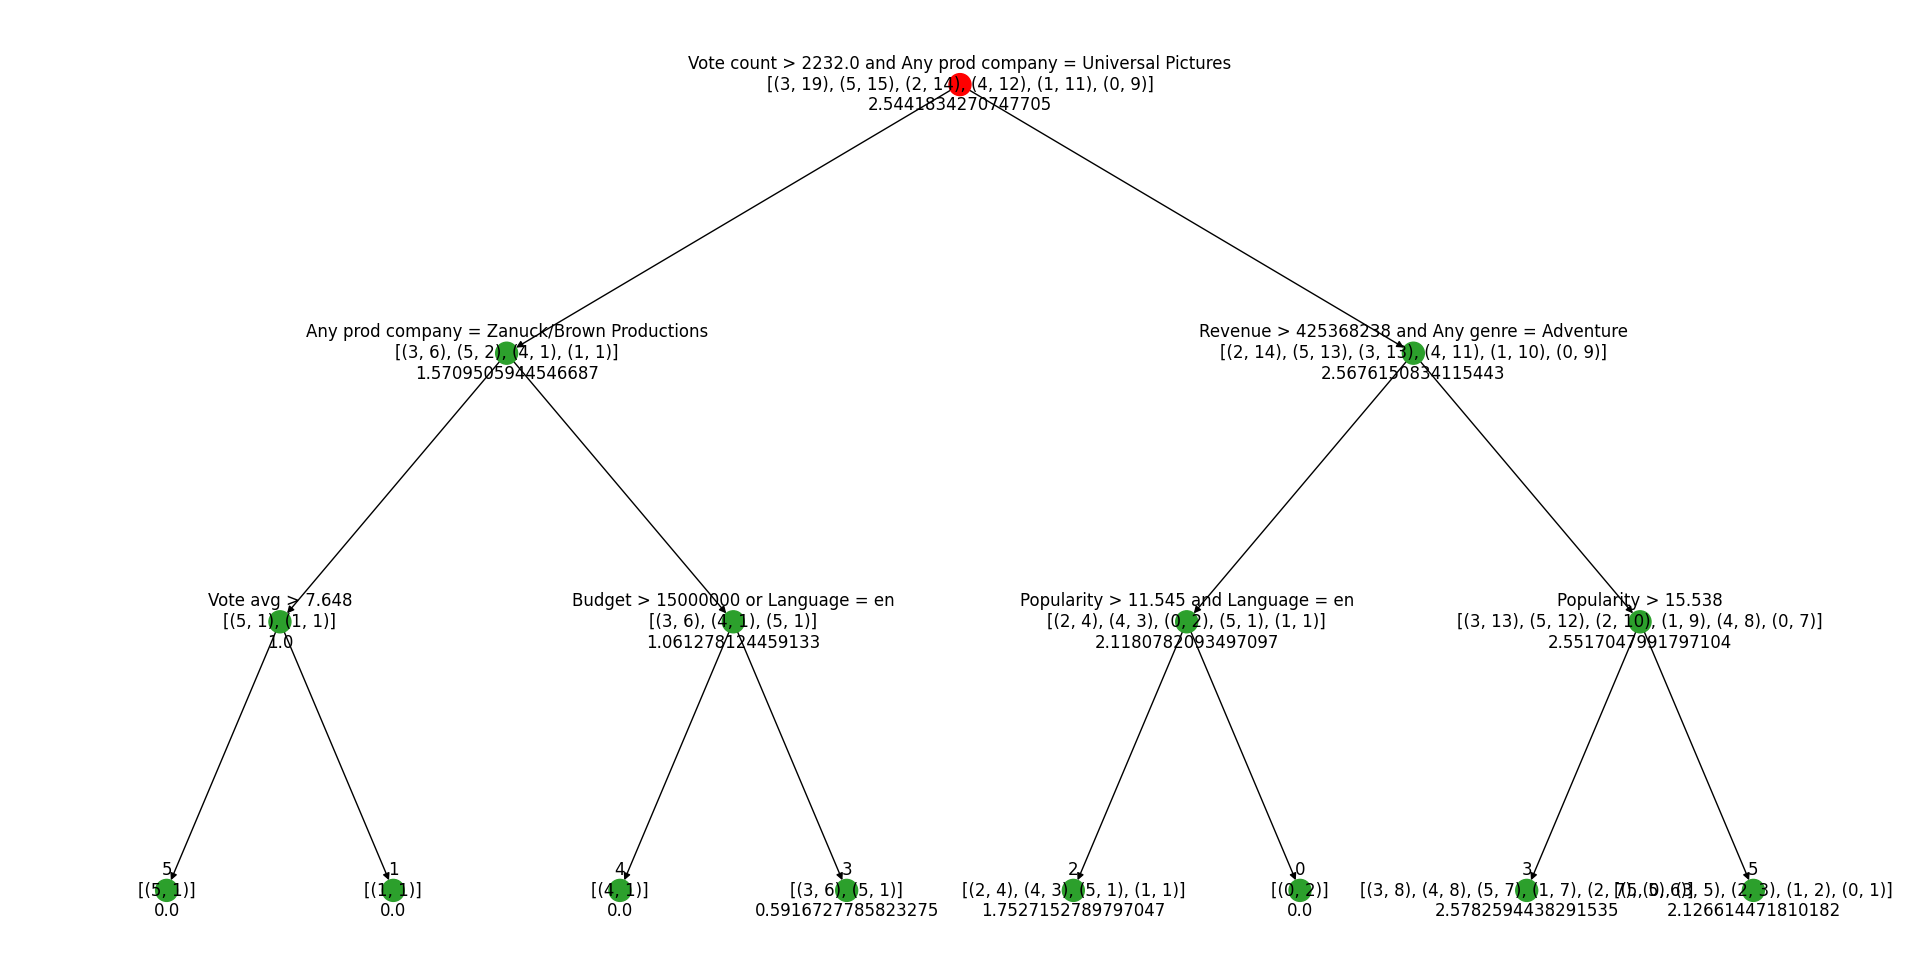 Vote count > 2232.0 and Any prod company = Universal Pictures
[(3, 19), (5, 15), (2, 14), (4, 12), (1, 11), (0, 9)]
2.5441834270747705
Any prod company = Zanuck/Brown Productions
[(3, 6), (5, 2), (4, 1), (1, 1)]
1.5709505944546687
Revenue > 425368238 and Any genre = Adventure
[(2, 14), (5, 13), (3, 13), (4, 11), (1, 10), (0, 9)]
2.5676150834115443
Vote avg > 7.648
[(5, 1), (1, 1)]
1.0
Budget > 15000000 or Language = en
[(3, 6), (4, 1), (5, 1)]
1.061278124459133
Popularity > 11.545 and Language = en
[(2, 4), (4, 3), (0, 2), (5, 1), (1, 1)]
2.1180782093497097
Popularity > 15.538
[(3, 13), (5, 12), (2, 10), (1, 9), (4, 8), (0, 7)]
2.5517047991797104
5
[(5, 1)]
0.0
1
[(1, 1)]
0.0
4
[(4, 1)]
0.0
3
[(3, 6), (5, 1)]
0.5916727785823275
2
[(2, 4), (4, 3), (5, 1), (1, 1)]
1.7527152789797047
0
[(0, 2)]
0.0
3
[(3, 8), (4, 8), (5, 7), (1, 7), (2, 7), (0, 6)]
2.5782594438291535
5
[(5, 5), (3, 5), (2, 3), (1, 2), (0, 1)]
2.126614471810182